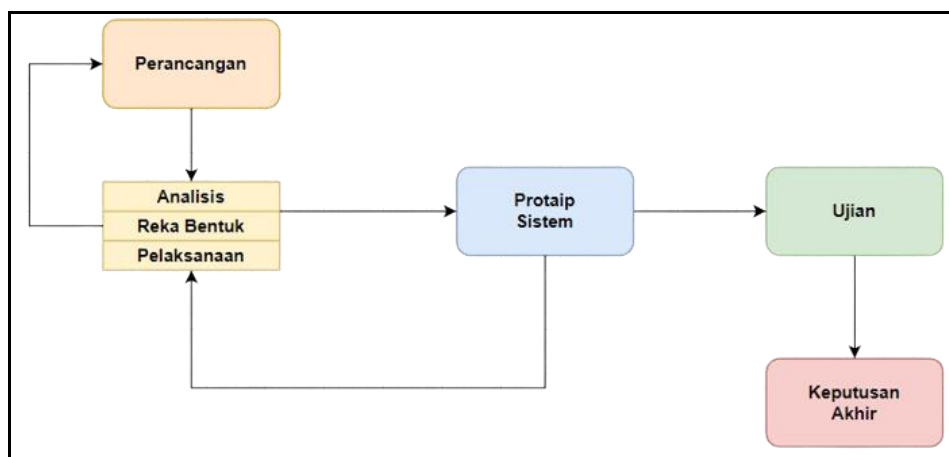 Perancangan
Analisis
Reka Bentuk
Pelaksanaan
Protaip
Sistem
Ujian
Keputusan
Akhir